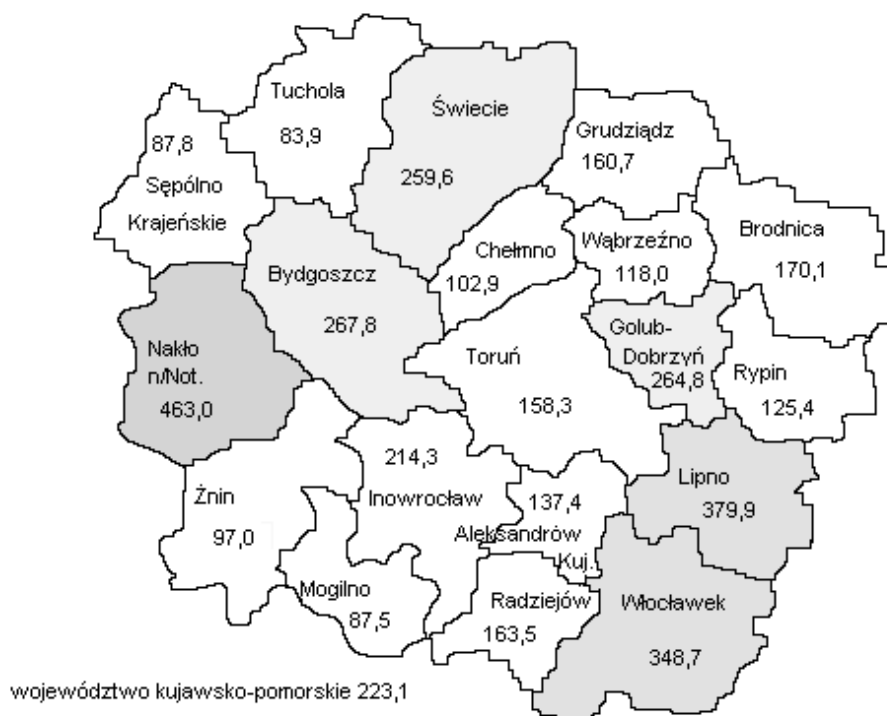 Tuchola
83,9
Świecie
259,6
Grudziądz
160,7
87,8
Sępólno
Krajeńskie
Brodnica
170,1
Chełmno
102,9
Wąbrzeźno
118,0
Bydgoszcz
267,8
Nakło
n/Not.
463,0
Toruń
158,3
Golub-
Dobrzyń
264,8
Rypin
125,4
214,3
Inowrocław
137,4
Aleksandrów
Kuj.
Lipno
379,9
Żnin
97,0
Mogilno
87,5
Radziejów
163,5
Włocławek
348,7
województwo kujawsko-pomorskie 223,1